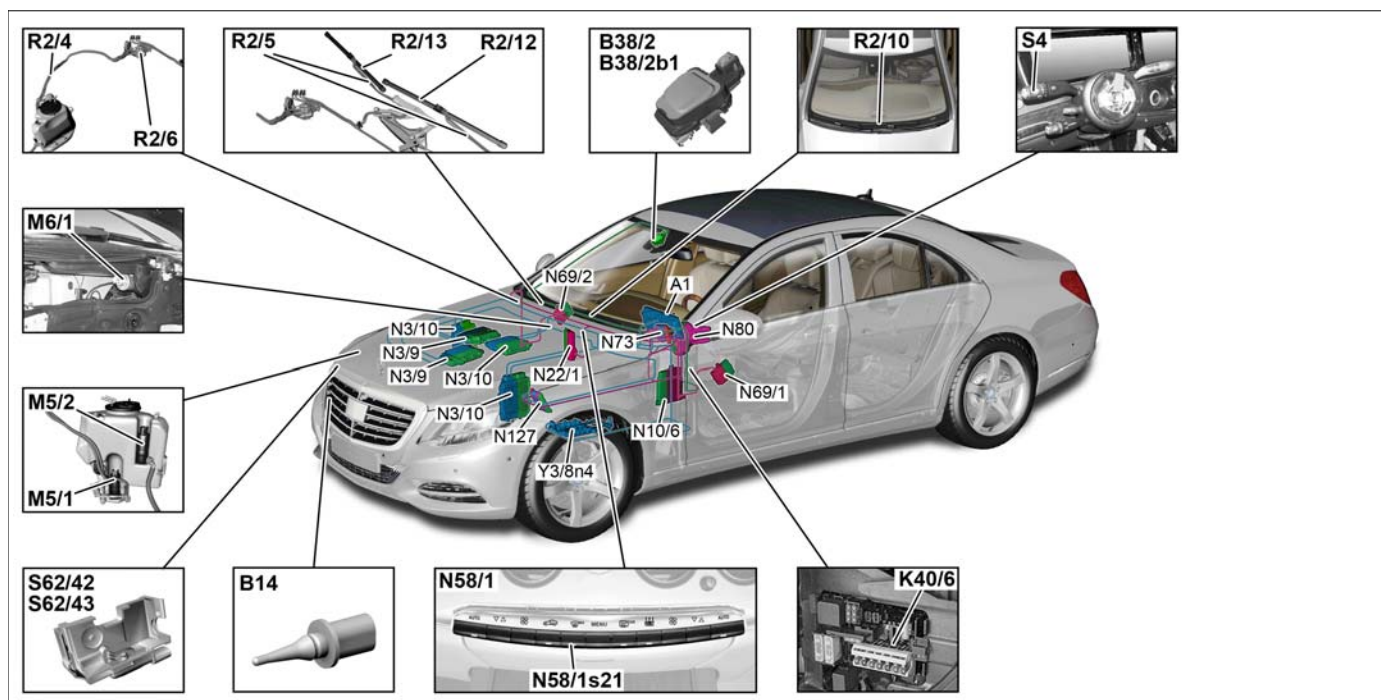 R2/4
R2/6
R2/5
R2/13
R2/12
B38/2
B38/2b1
R2/10
S4
M6/1
M5/2
M5/1
N69/2
A1
N3/10
N3/9
N3/9
N3/10
N22/1
N73
N80
N69/1
N3/10
N127
N10/6
Y3/8n4
S62/42
S62/43
B14
N58/1
AUTO
MENU
AUTO
N58/1s21
K40/6